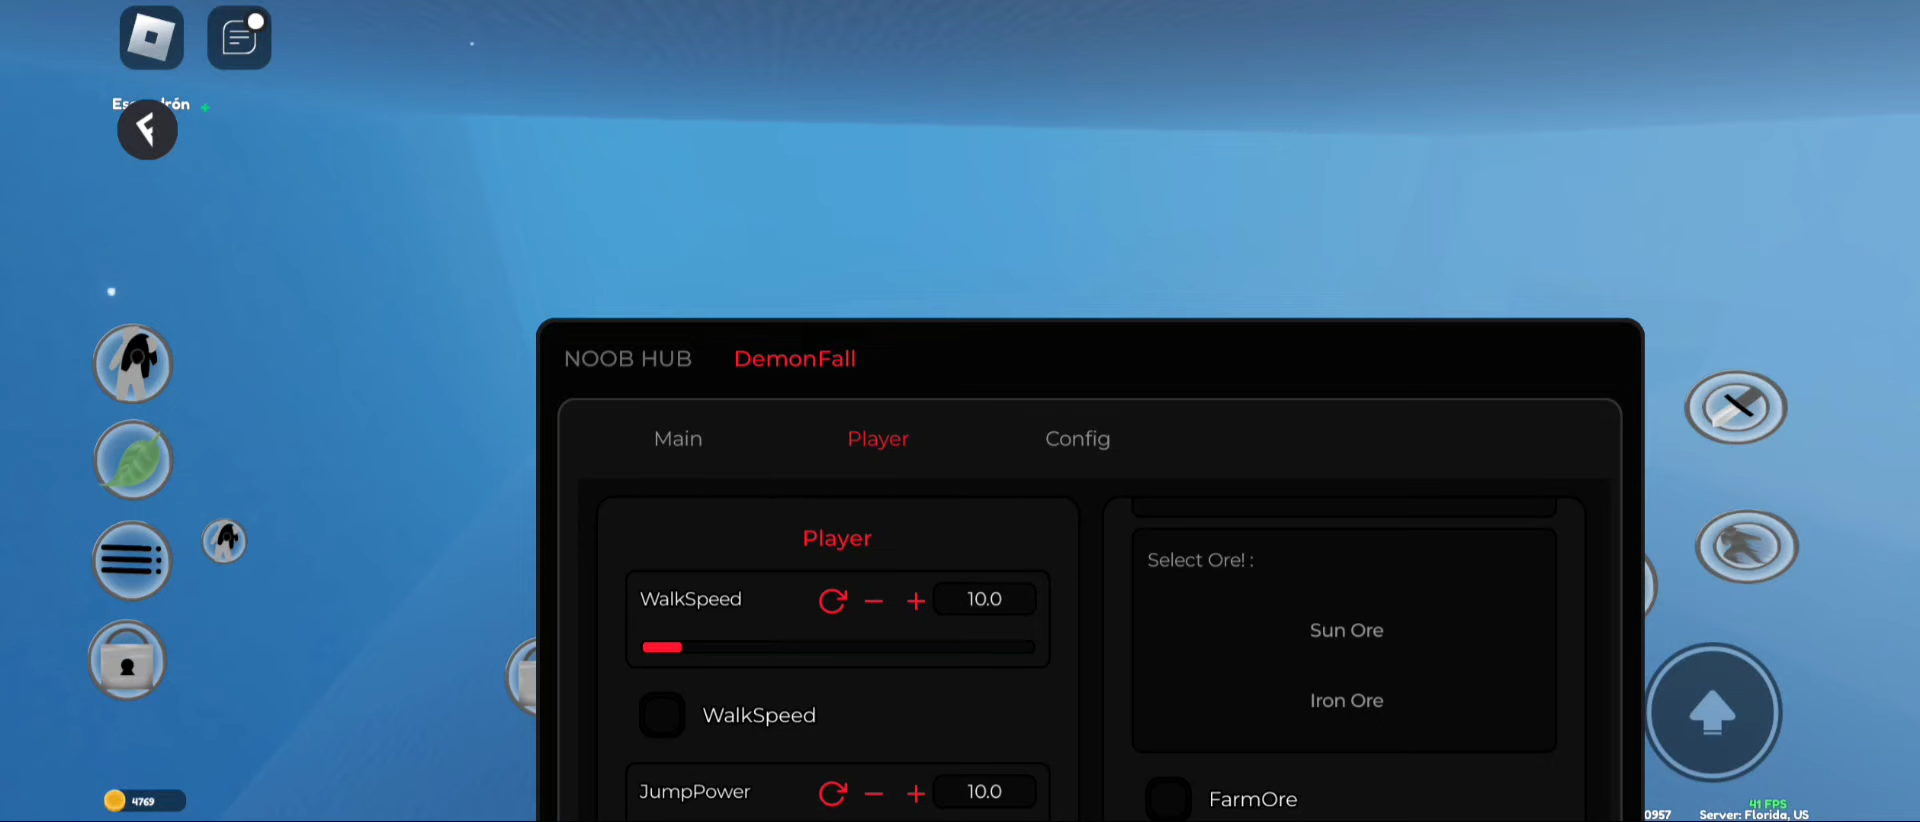 NOOB HUB DemonFall
Main Player Config
Player
WalkSpeed 10.0
WalkSpeed
JumpPower 10.0
Select Ore! :
Sun Ore
Iron Ore
FarmOre
4769
41 FPS
0957 Server: Florida, US